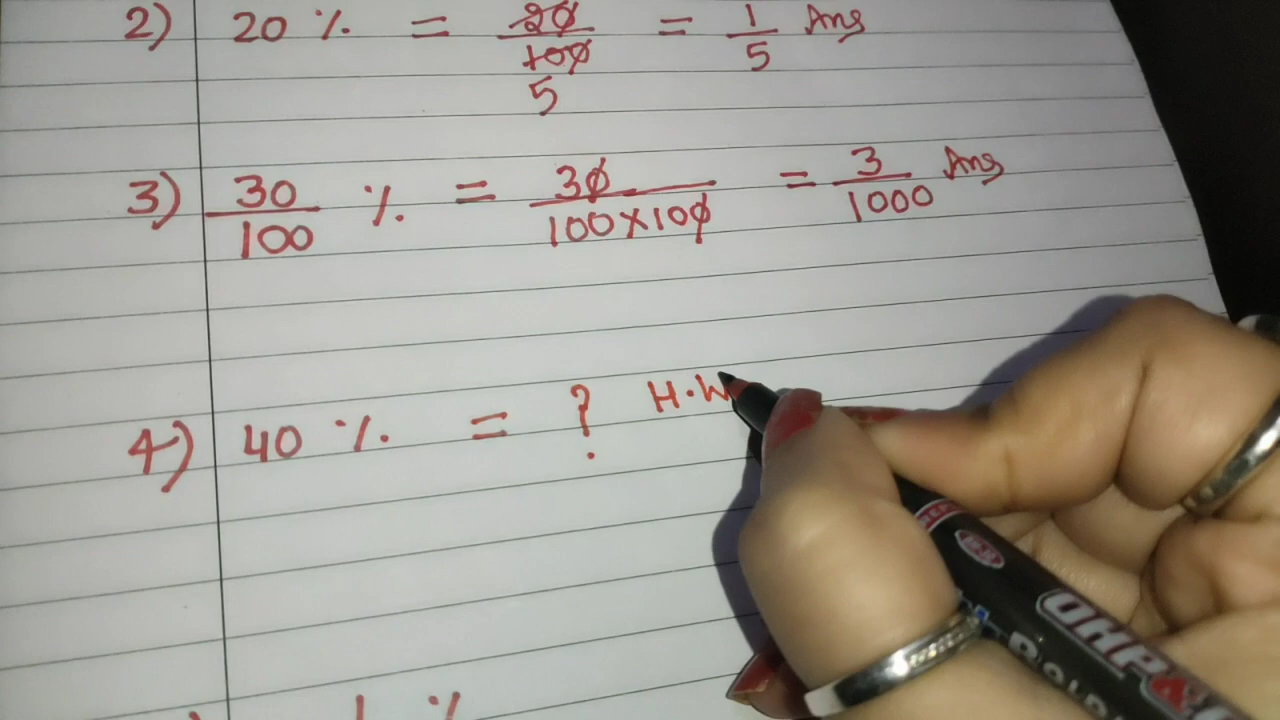 2) 20 % = 20/100 5 = 1/5 Ans
3) 30/100 % = 30/100×100 = 3/1000 Ans
4) 40 % = ? H.W
OHP